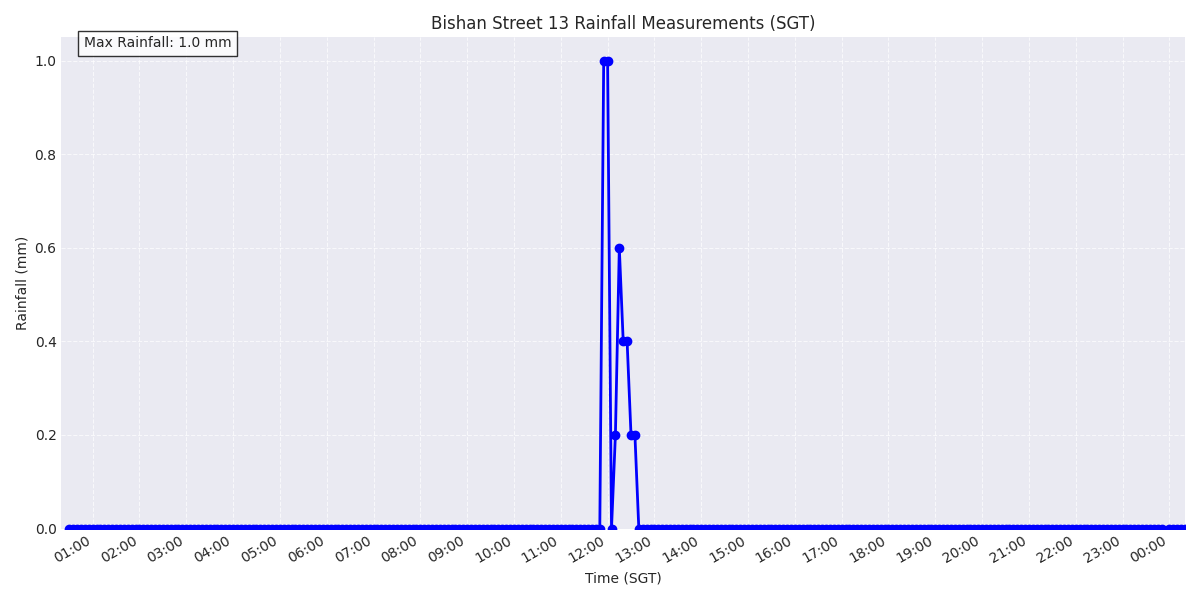 Bishan Street 13 Rainfall Measurements (SGT)
Max Rainfall: 1.0 mm
Rainfall (mm)
1.0
0.8
0.6
0.4
0.2
0.0
01:00 02:00 03:00 04:00 05:00 06:00 07:00 08:00 09:00 10:00 11:00 12:00 13:00 14:00 15:00 16:00 17:00 18:00 19:00 20:00 21:00 22:00 23:00 00:00
Time (SGT)